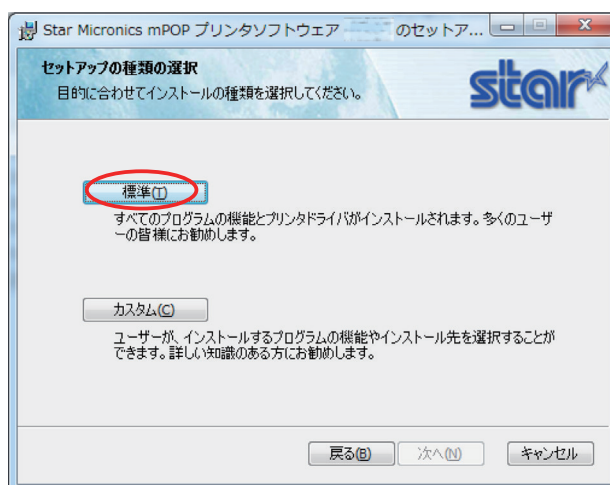 Star Micronics mPOP プリンタソフトウェア のセットア...
セットアップの種類の選択
目的に合わせてインストールの種類を選択してください。
star
標準(T)
すべてのプログラムの機能とプリンタドライバがインストールされます。多くのユーザ
ーの皆様にお勧めします。
カスタム(C)
ユーザーが、インストールするプログラムの機能やインストール先を選択することが
できます。詳しい知識のある方にお勧めします。
戻る(B) 次へ(N) キャンセル